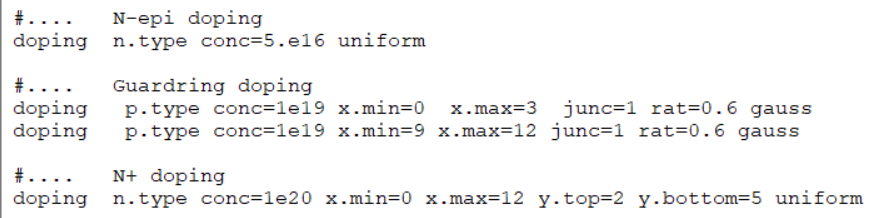 #....   N-epi doping
doping  n.type conc=5.e16 uniform
#....   Guardring doping
doping   p.type conc=1e19 x.min=0  x.max=3  junc=1 rat=0.6 gauss
doping   p.type conc=1e19 x.min=9 x.max=12 junc=1 rat=0.6 gauss
#....   N+ doping
doping  n.type conc=1e20 x.min=0 x.max=12 y.top=2 y.bottom=5 uniform